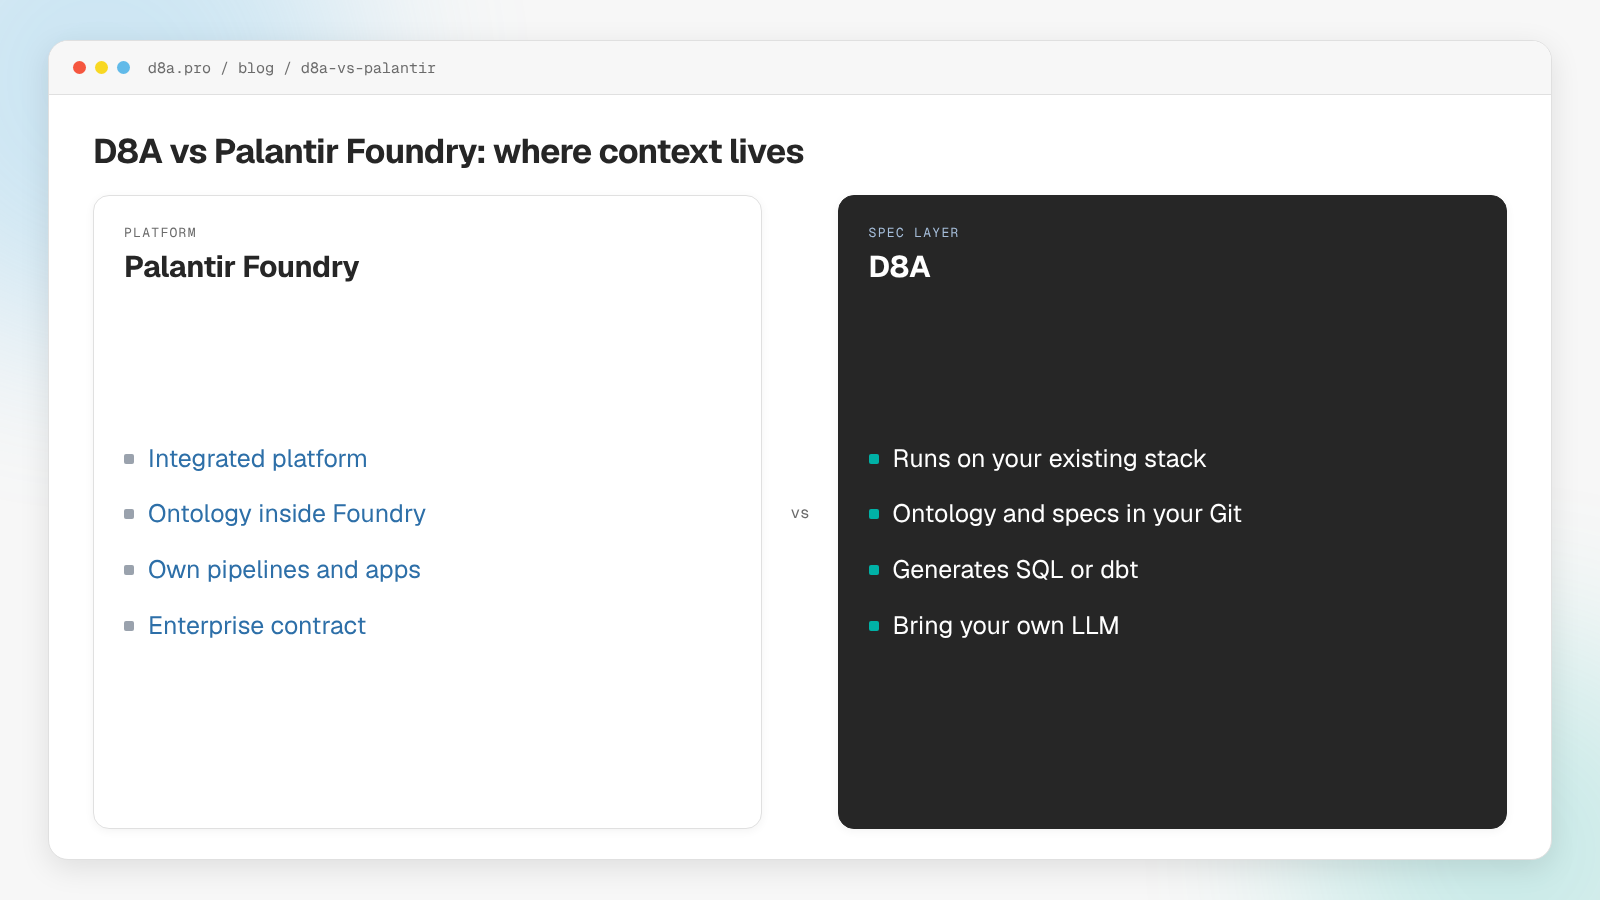 d8a.pro / blog / d8a-vs-palantir
D8A vs Palantir Foundry: where context lives
PLATFORM
Palantir Foundry
Integrated platform
Ontology inside Foundry
Own pipelines and apps
Enterprise contract
vs
SPEC LAYER
D8A
Runs on your existing stack
Ontology and specs in your Git
Generates SQL or dbt
Bring your own LLM